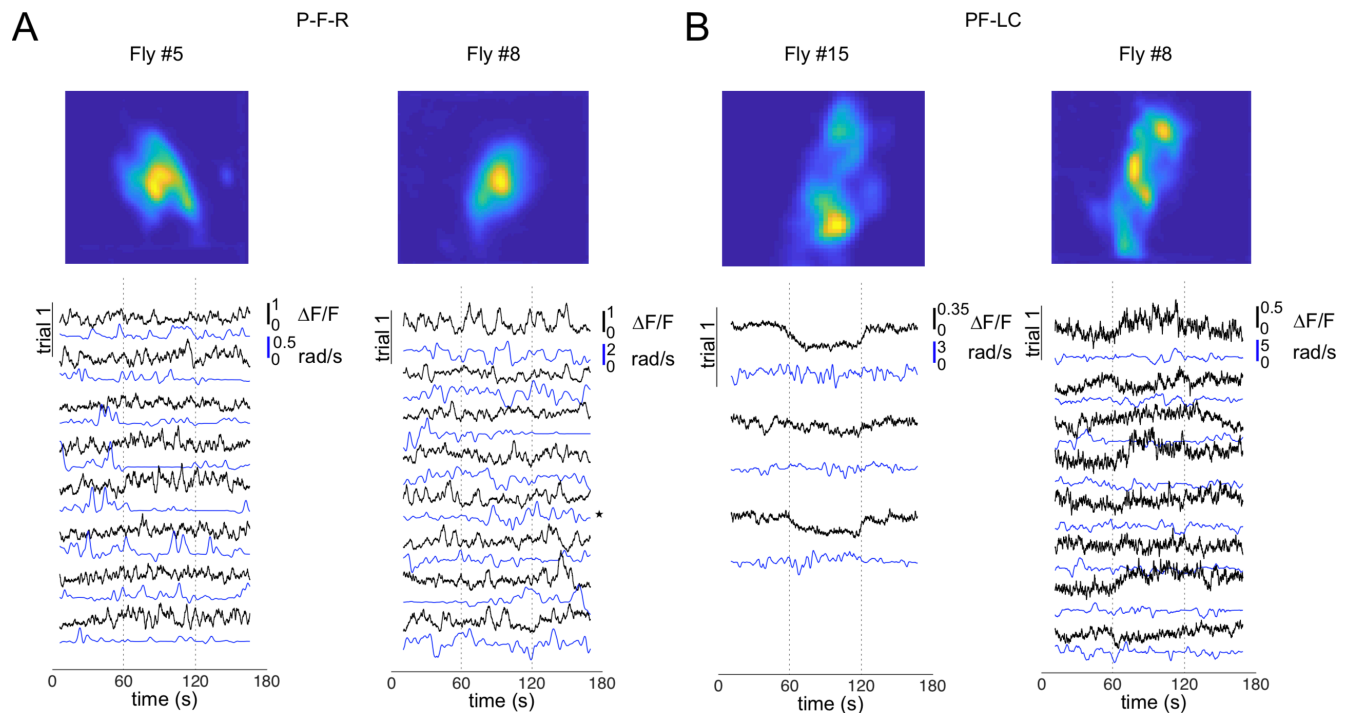 A
P-F-R
B
PF-LC
Fly #5
Fly #8
Fly #15
Fly #8
trial 1
1
0
ΔF/F
0.5
0
rad/s
trial 1
1
0
ΔF/F
2
0
rad/s
★
trial 1
0.35
0
ΔF/F
3
0
rad/s
trial 1
0.5
0
ΔF/F
5
0
rad/s
0 60 120 180
time (s)
0 60 120 180
time (s)
0 60 120 180
time (s)
0 60 120 180
time (s)